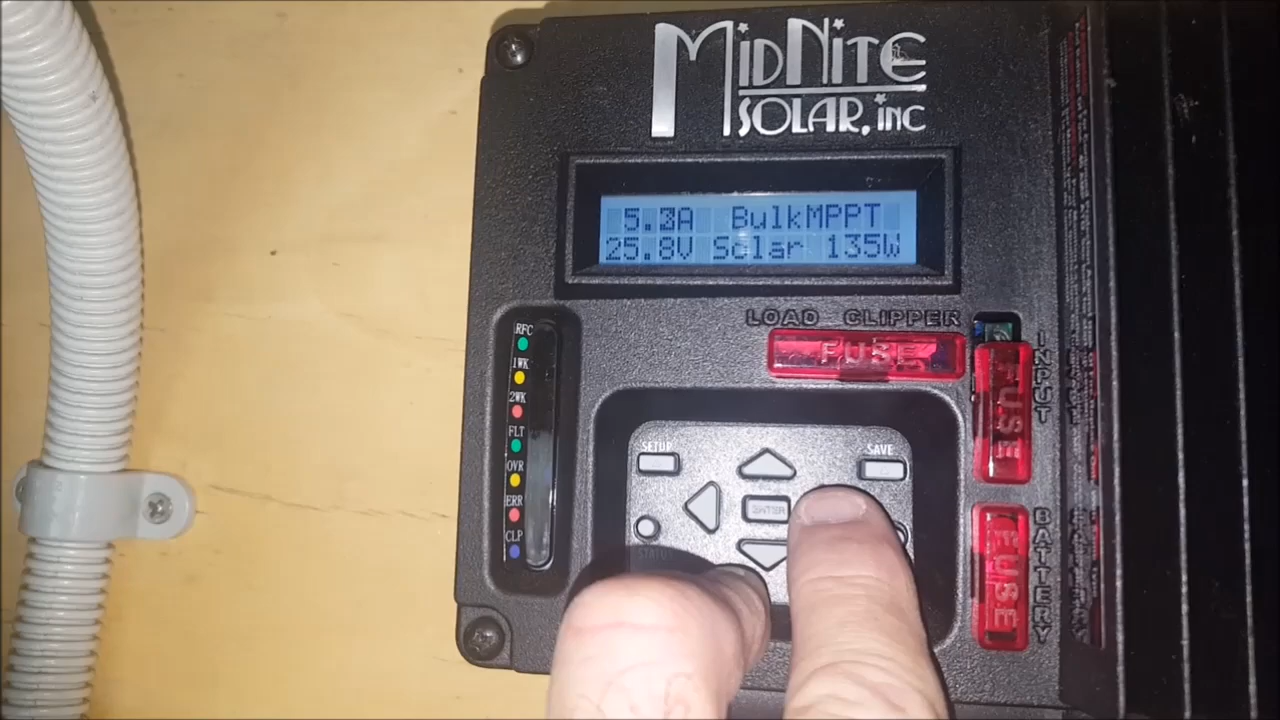 MIDNITE
SOLAR, INC
5.3A BulkMPPT
25.8V Solar 135W
LOAD CLIPPER
FUSE
INPUT
FUSE
BATTERY
FUSE
RFC
1WK
2WK
FLT
OVR
ERR
CLP
SETUP
SAVE
ENTER
STATUS